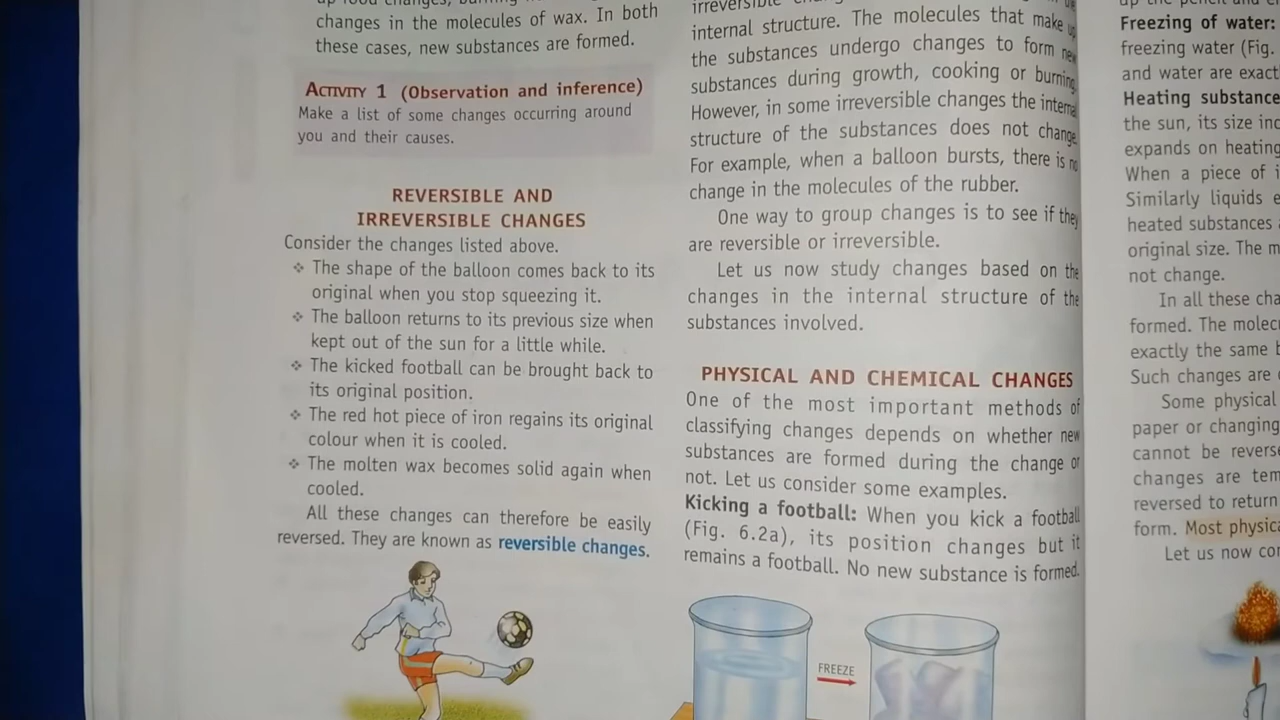 changes in the molecules of wax. In both
these cases, new substances are formed.
ACTIVITY 1 (Observation and inference)
Make a list of some changes occurring around
you and their causes.
REVERSIBLE AND
IRREVERSIBLE CHANGES
Consider the changes listed above.
❖ The shape of the balloon comes back to its
original when you stop squeezing it.
❖ The balloon returns to its previous size when
kept out of the sun for a little while.
❖ The kicked football can be brought back to
its original position.
❖ The red hot piece of iron regains its original
colour when it is cooled.
❖ The molten wax becomes solid again when
cooled.
All these changes can therefore be easily
reversed. They are known as reversible changes.
irreversible
internal structure. The molecules that make up
the substances undergo changes to form new
substances during growth, cooking or burning.
However, in some irreversible changes the internal
structure of the substances does not change.
For example, when a balloon bursts, there is no
change in the molecules of the rubber.
One way to group changes is to see if they
are reversible or irreversible.
Let us now study changes based on the
changes in the internal structure of the
substances involved.
PHYSICAL AND CHEMICAL CHANGES
One of the most important methods of
classifying changes depends on whether new
substances are formed during the change or
not. Let us consider some examples.
Kicking a football: When you kick a football
(Fig. 6.2a), its position changes but it
remains a football. No new substance is formed.
FREEZE
Freezing of water:
freezing water (Fig.
and water are
Heating
the sun, its size
expands on heating
When a piece of
Similarly liquids
heated substances
original size. The
not change.
In all these
formed. The
exactly the same
Such changes are
Some physical
paper or changing
cannot be
changes are
reversed to return
form. Most
Let us now